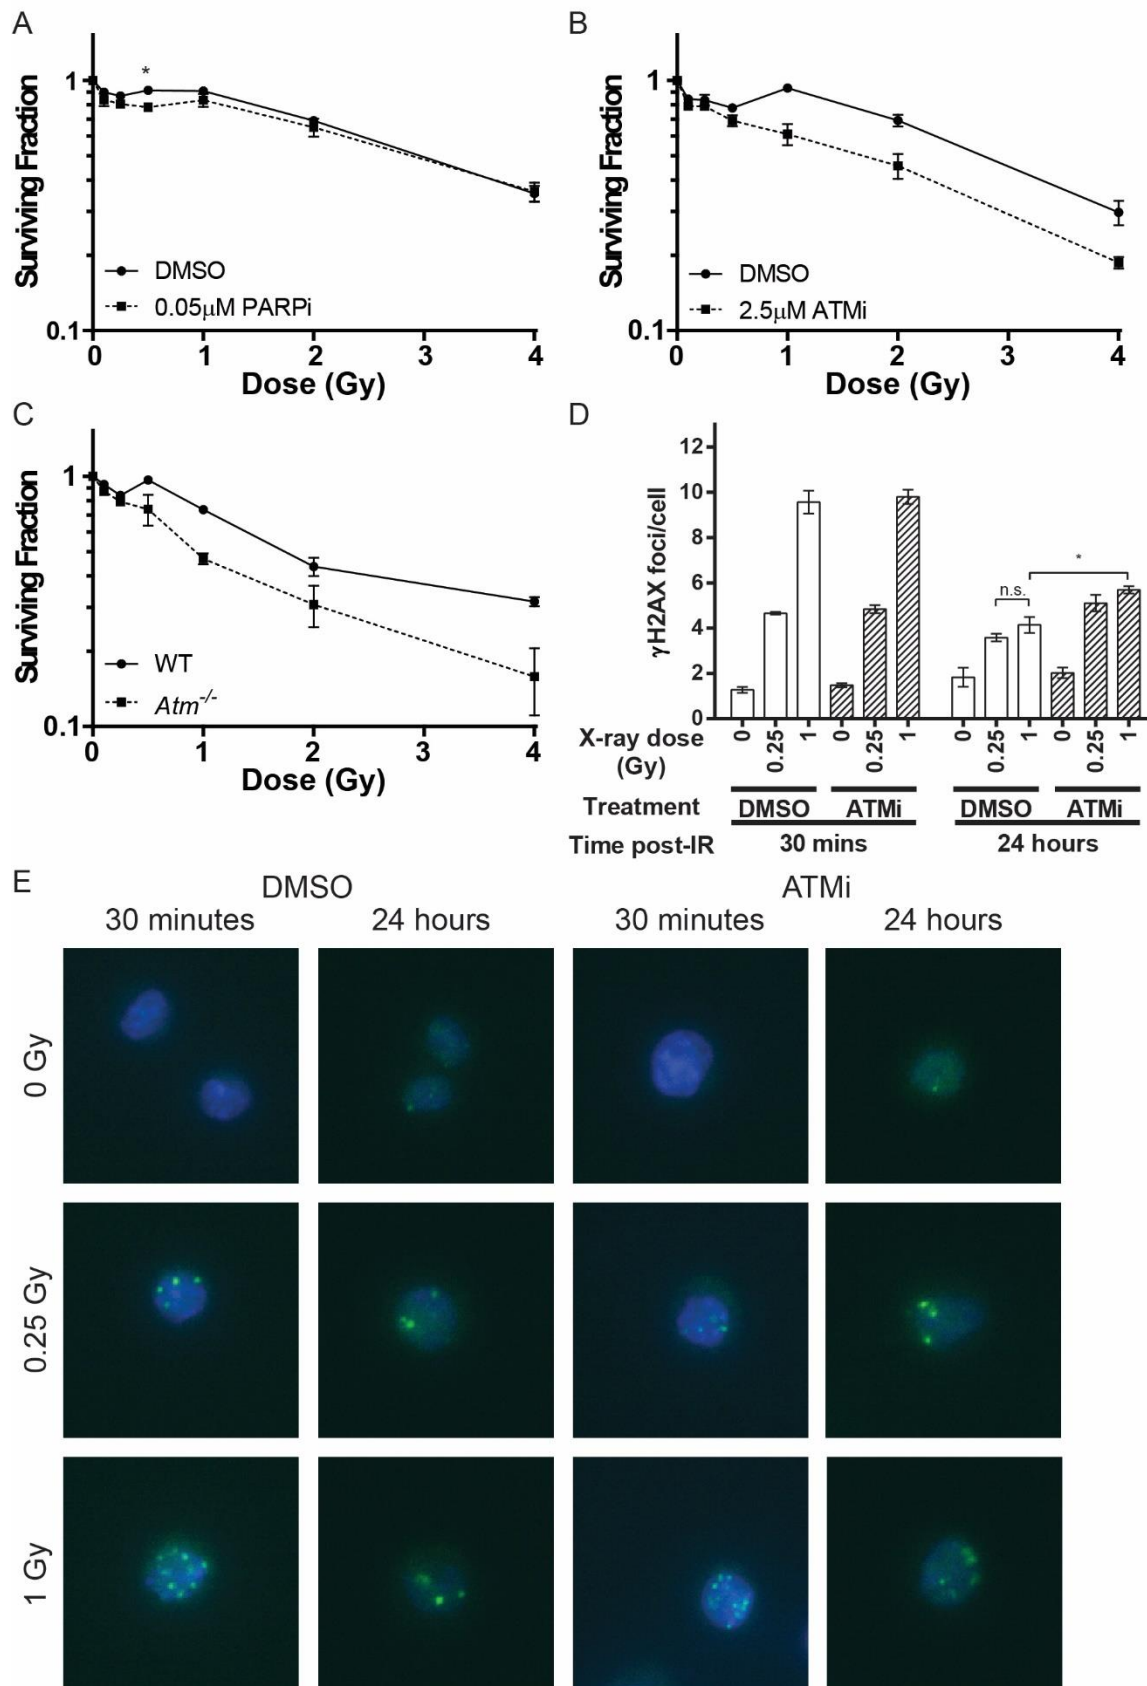 A
Surviving Fraction
1
0.1
*
DMSO
0.05μM PARPi
0 1 2 3 4
Dose (Gy)
B
Surviving Fraction
1
0.1
DMSO
2.5μM ATMi
0 1 2 3 4
Dose (Gy)
C
Surviving Fraction
1
0.1
WT
Atm-/-
0 1 2 3 4
Dose (Gy)
D
γH2AX foci/cell
12
10
8
6
4
2
0
n.s.
*
X-ray dose (Gy)
0 0.25 1 0 0.25 1 0 0.25 1 0 0.25 1
Treatment DMSO ATMi DMSO ATMi
Time post-IR 30 mins 24 hours
E
DMSO ATMi
30 minutes 24 hours 30 minutes 24 hours
0 Gy
0.25 Gy
1 Gy